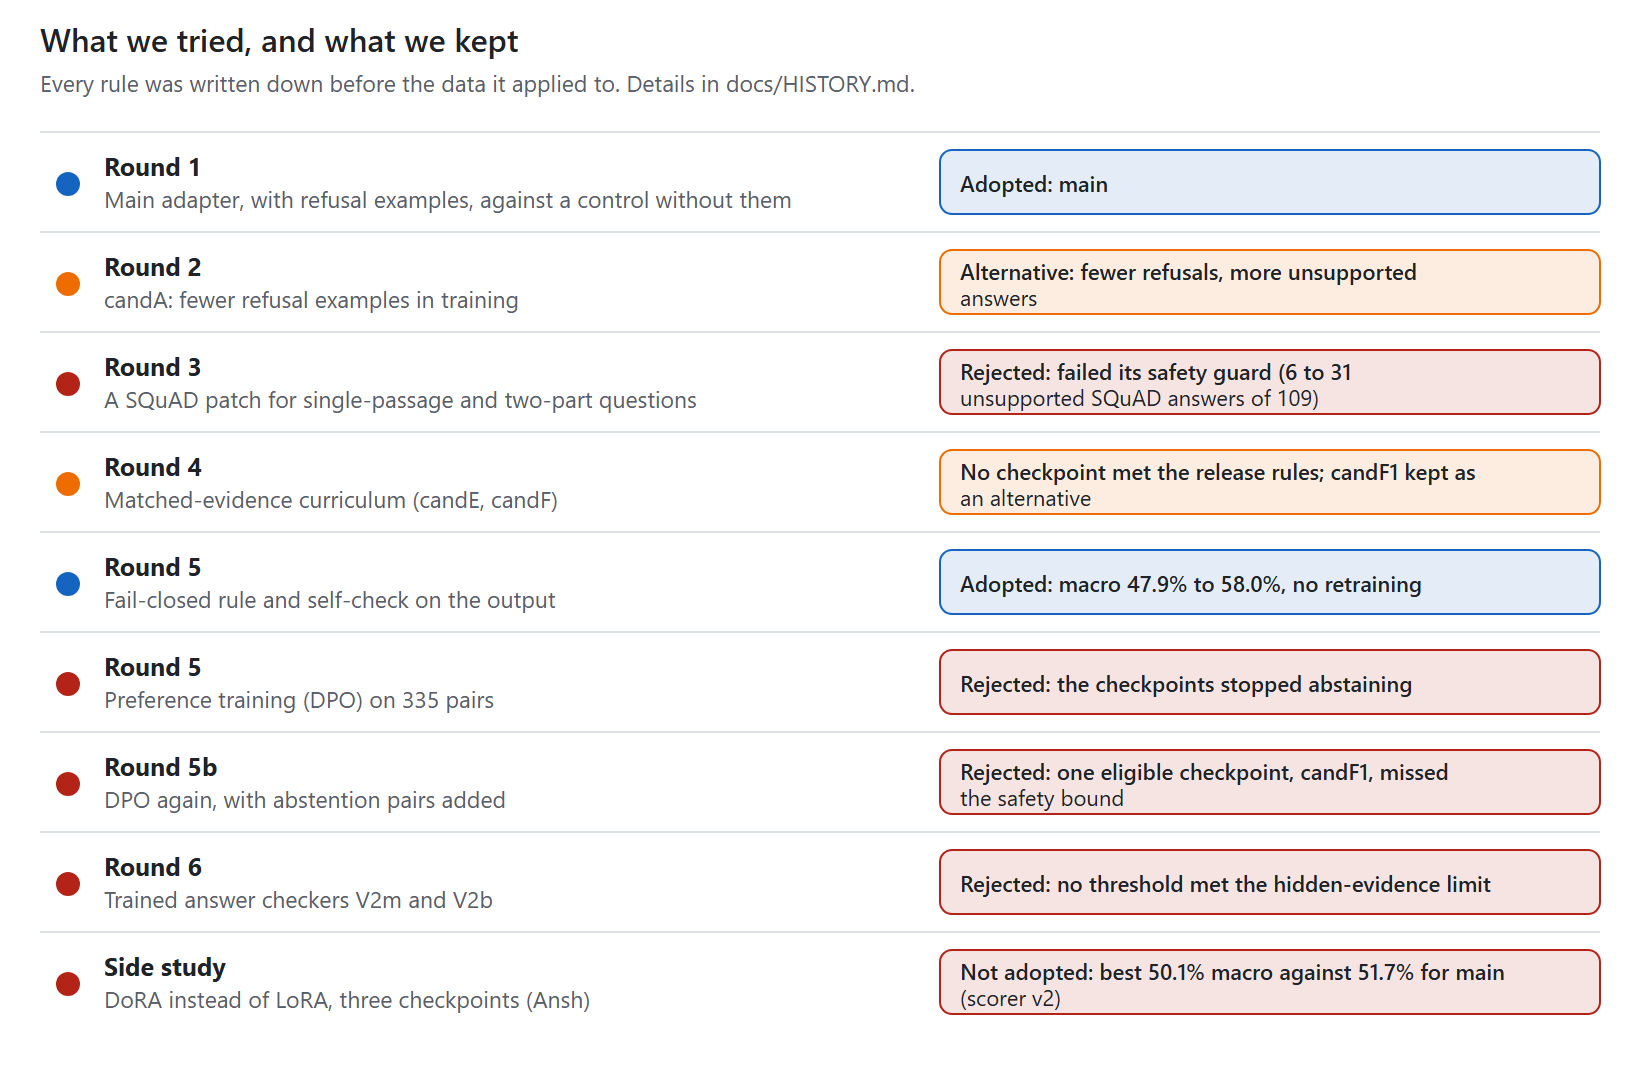 What we tried, and what we kept
Every rule was written down before the data it applied to. Details in docs/HISTORY.md.
Round 1
Main adapter, with refusal examples, against a control without them
Adopted: main
Round 2
candA: fewer refusal examples in training
Alternative: fewer refusals, more unsupported
answers
Round 3
A SQuAD patch for single-passage and two-part questions
Rejected: failed its safety guard (6 to 31
unsupported SQuAD answers of 109)
Round 4
Matched-evidence curriculum (candE, candF)
No checkpoint met the release rules; candF1 kept as
an alternative
Round 5
Fail-closed rule and self-check on the output
Adopted: macro 47.9% to 58.0%, no retraining
Round 5
Preference training (DPO) on 335 pairs
Rejected: the checkpoints stopped abstaining
Round 5b
DPO again, with abstention pairs added
Rejected: one eligible checkpoint, candF1, missed
the safety bound
Round 6
Trained answer checkers V2m and V2b
Rejected: no threshold met the hidden-evidence limit
Side study
DoRA instead of LoRA, three checkpoints (Ansh)
Not adopted: best 50.1% macro against 51.7% for main
(scorer v2)